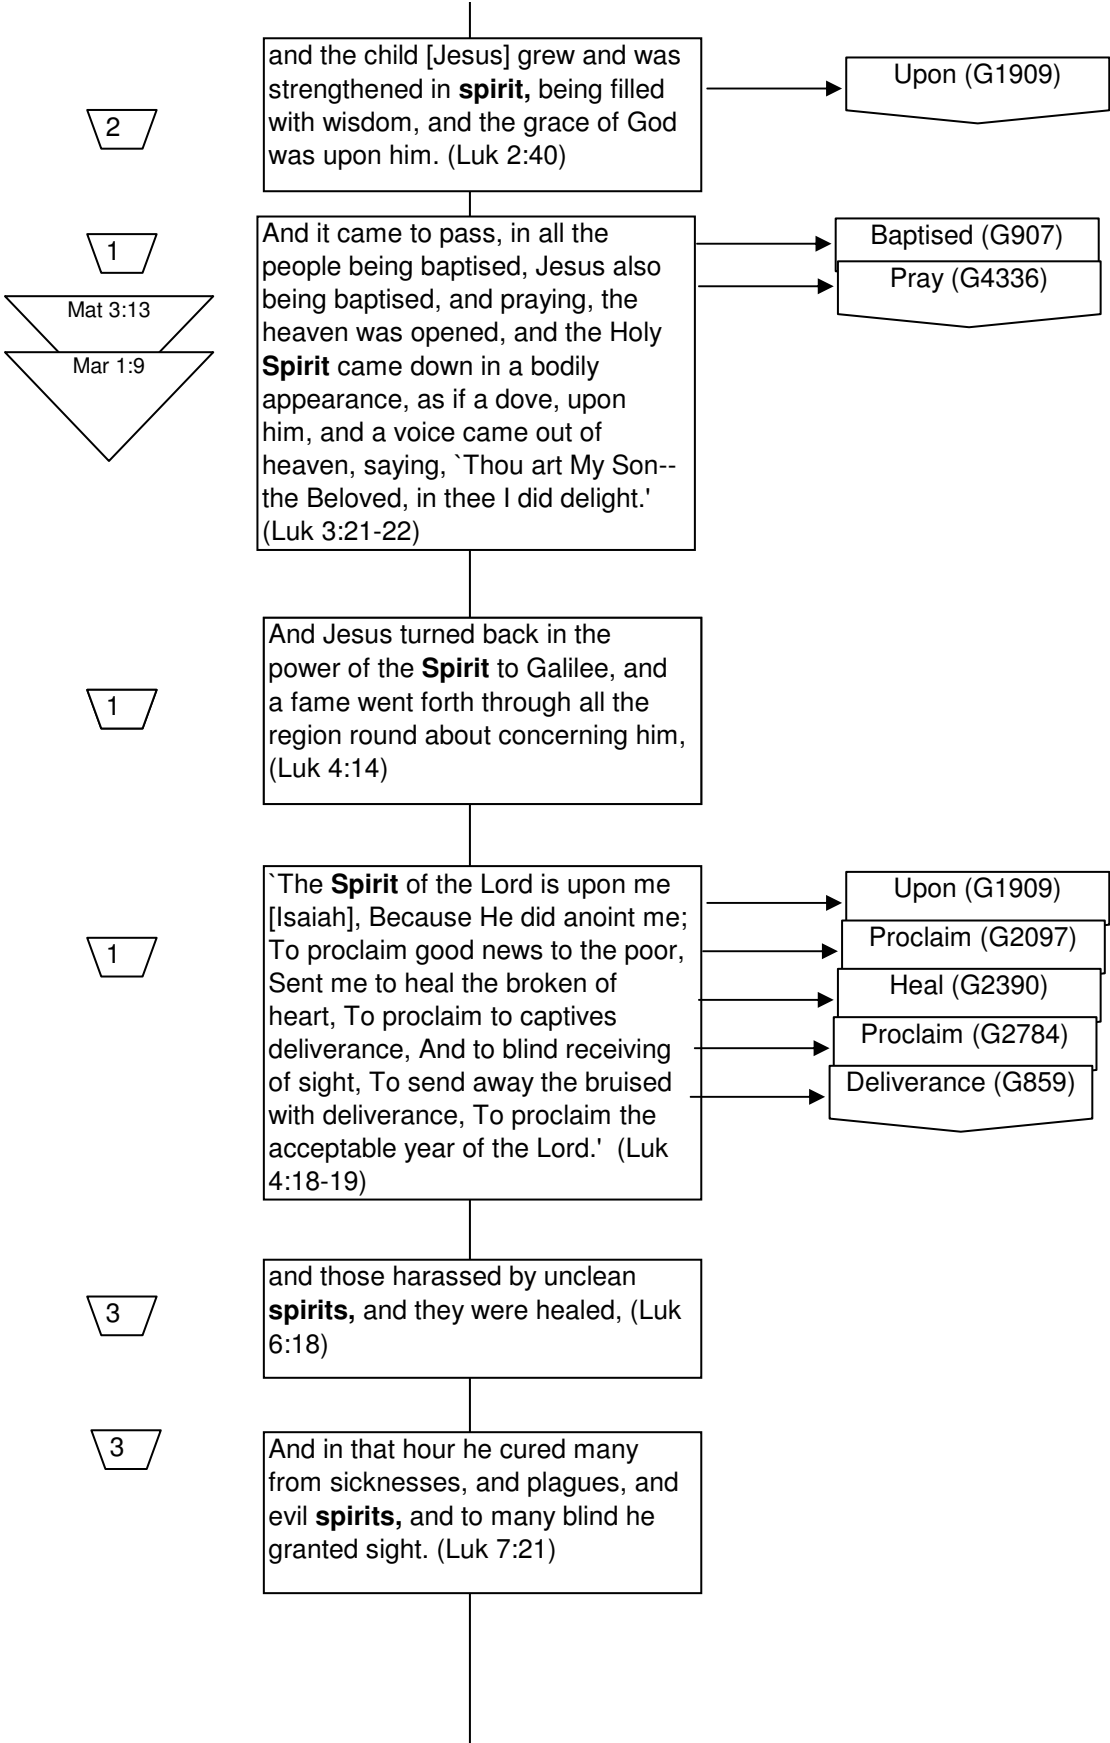 2
and the child [Jesus] grew and was
strengthened in spirit, being filled
with wisdom, and the grace of God
was upon him. (Luk 2:40)
Upon (G1909)
1
Mat 3:13
Mar 1:9
And it came to pass, in all the
people being baptised, Jesus also
being baptised, and praying, the
heaven was opened, and the Holy
Spirit came down in a bodily
appearance, as if a dove, upon
him, and a voice came out of
heaven, saying, `Thou art My Son--
the Beloved, in thee I did delight.'
(Luk 3:21-22)
Baptised (G907)
Pray (G4336)
1
And Jesus turned back in the
power of the Spirit to Galilee, and
a fame went forth through all the
region round about concerning him,
(Luk 4:14)
1
`The Spirit of the Lord is upon me
[Isaiah], Because He did anoint me;
To proclaim good news to the poor,
Sent me to heal the broken of
heart, To proclaim to captives
deliverance, And to blind receiving
of sight, To send away the bruised
with deliverance, To proclaim the
acceptable year of the Lord.'  (Luk
4:18-19)
Upon (G1909)
Proclaim (G2097)
Heal (G2390)
Proclaim (G2784)
Deliverance (G859)
3
and those harassed by unclean
spirits, and they were healed, (Luk
6:18)
3
And in that hour he cured many
from sicknesses, and plagues, and
evil spirits, and to many blind he
granted sight. (Luk 7:21)